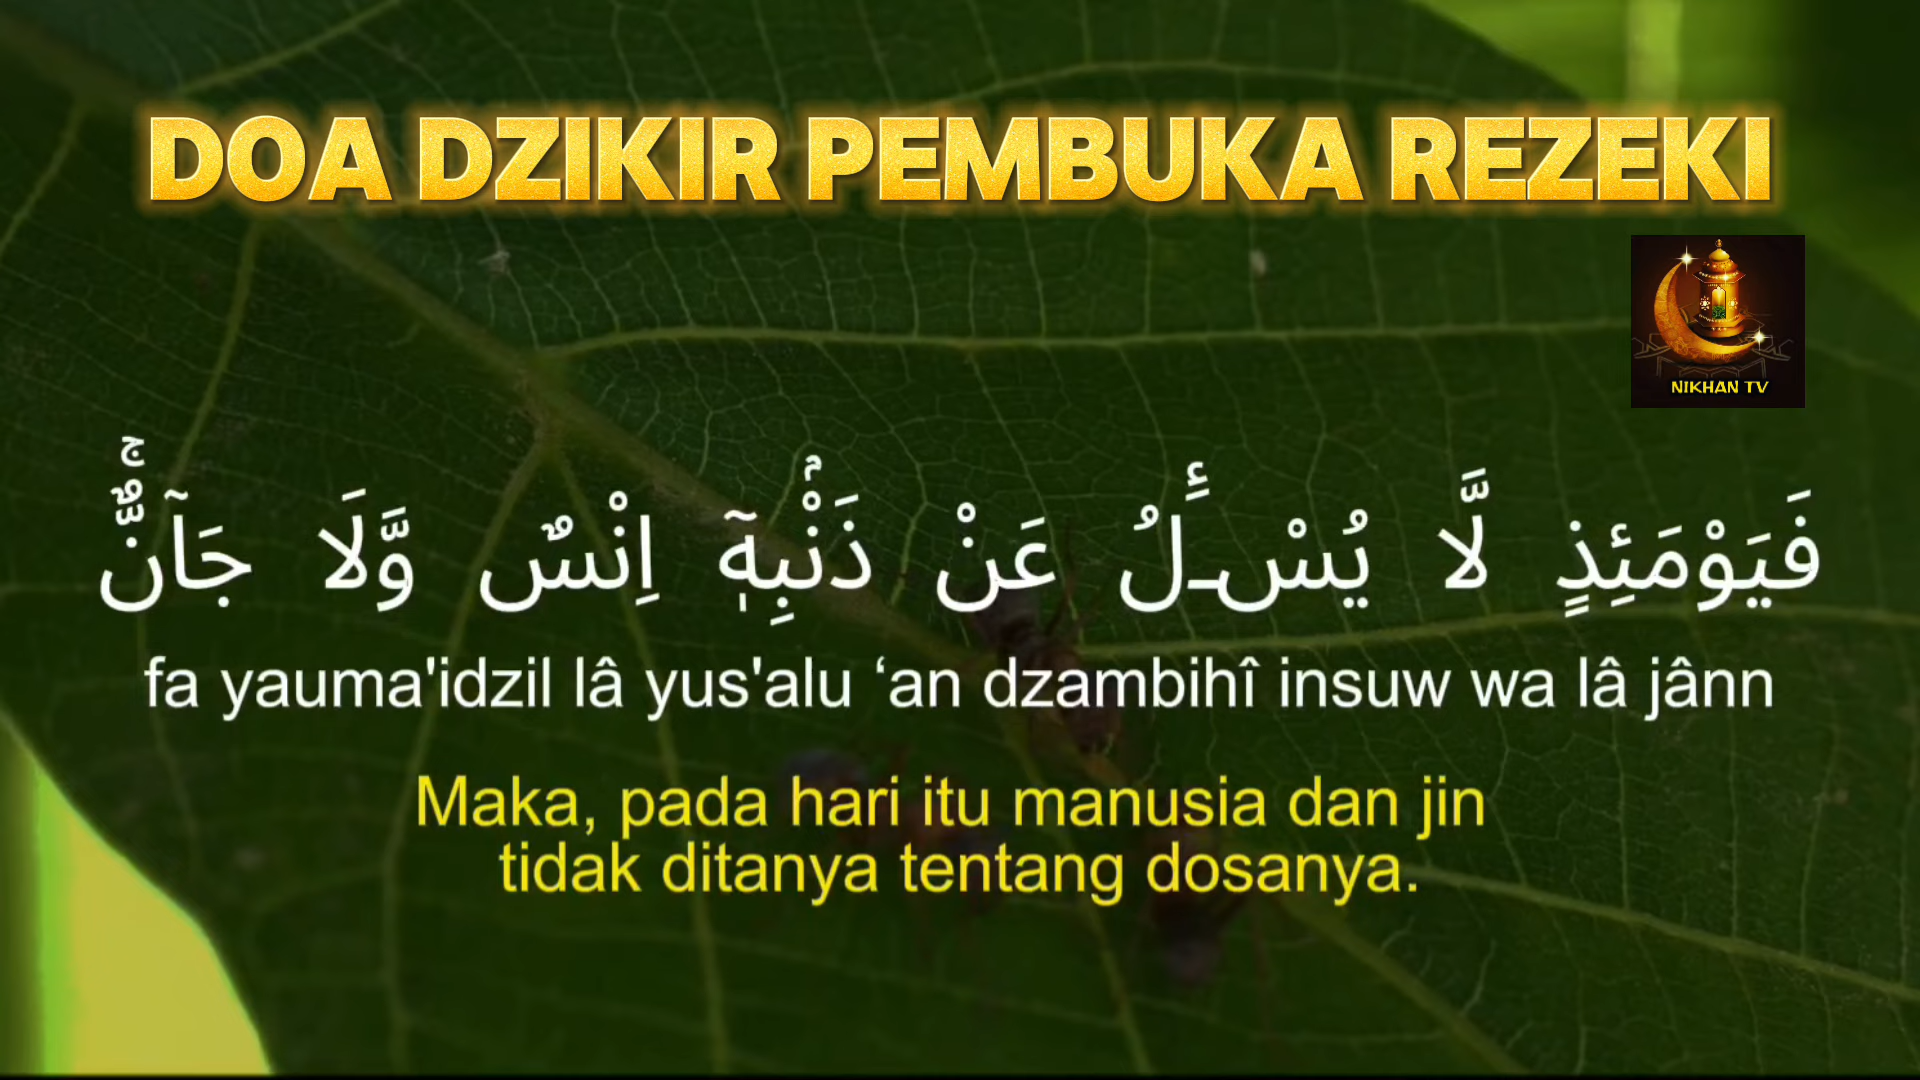 DOA DZIKIR PEMBUKA REZEKI
NIKHAN TV
فَيَوْمَئِذٍ لَّا يُسْـَٔلُ عَنْ ذَنْۢبِهٖٓ اِنْسٌ وَّلَا جَاۤنٌّۚ
fa yauma'idzil lâ yus'alu ‘an dzambihî insuw wa lâ jânn
Maka, pada hari itu manusia dan jin
tidak ditanya tentang dosanya.